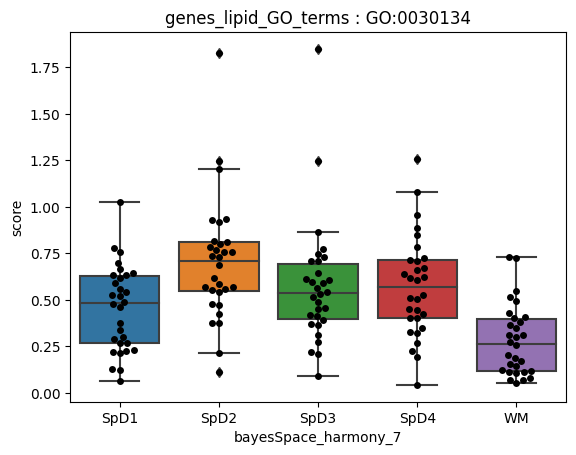 genes_lipid_GO_terms : GO:0030134
1.75
1.50
1.25
1.00
0.75
0.50
0.25
0.00
score
SpD1 SpD2 SpD3 SpD4 WM
bayesSpace_harmony_7